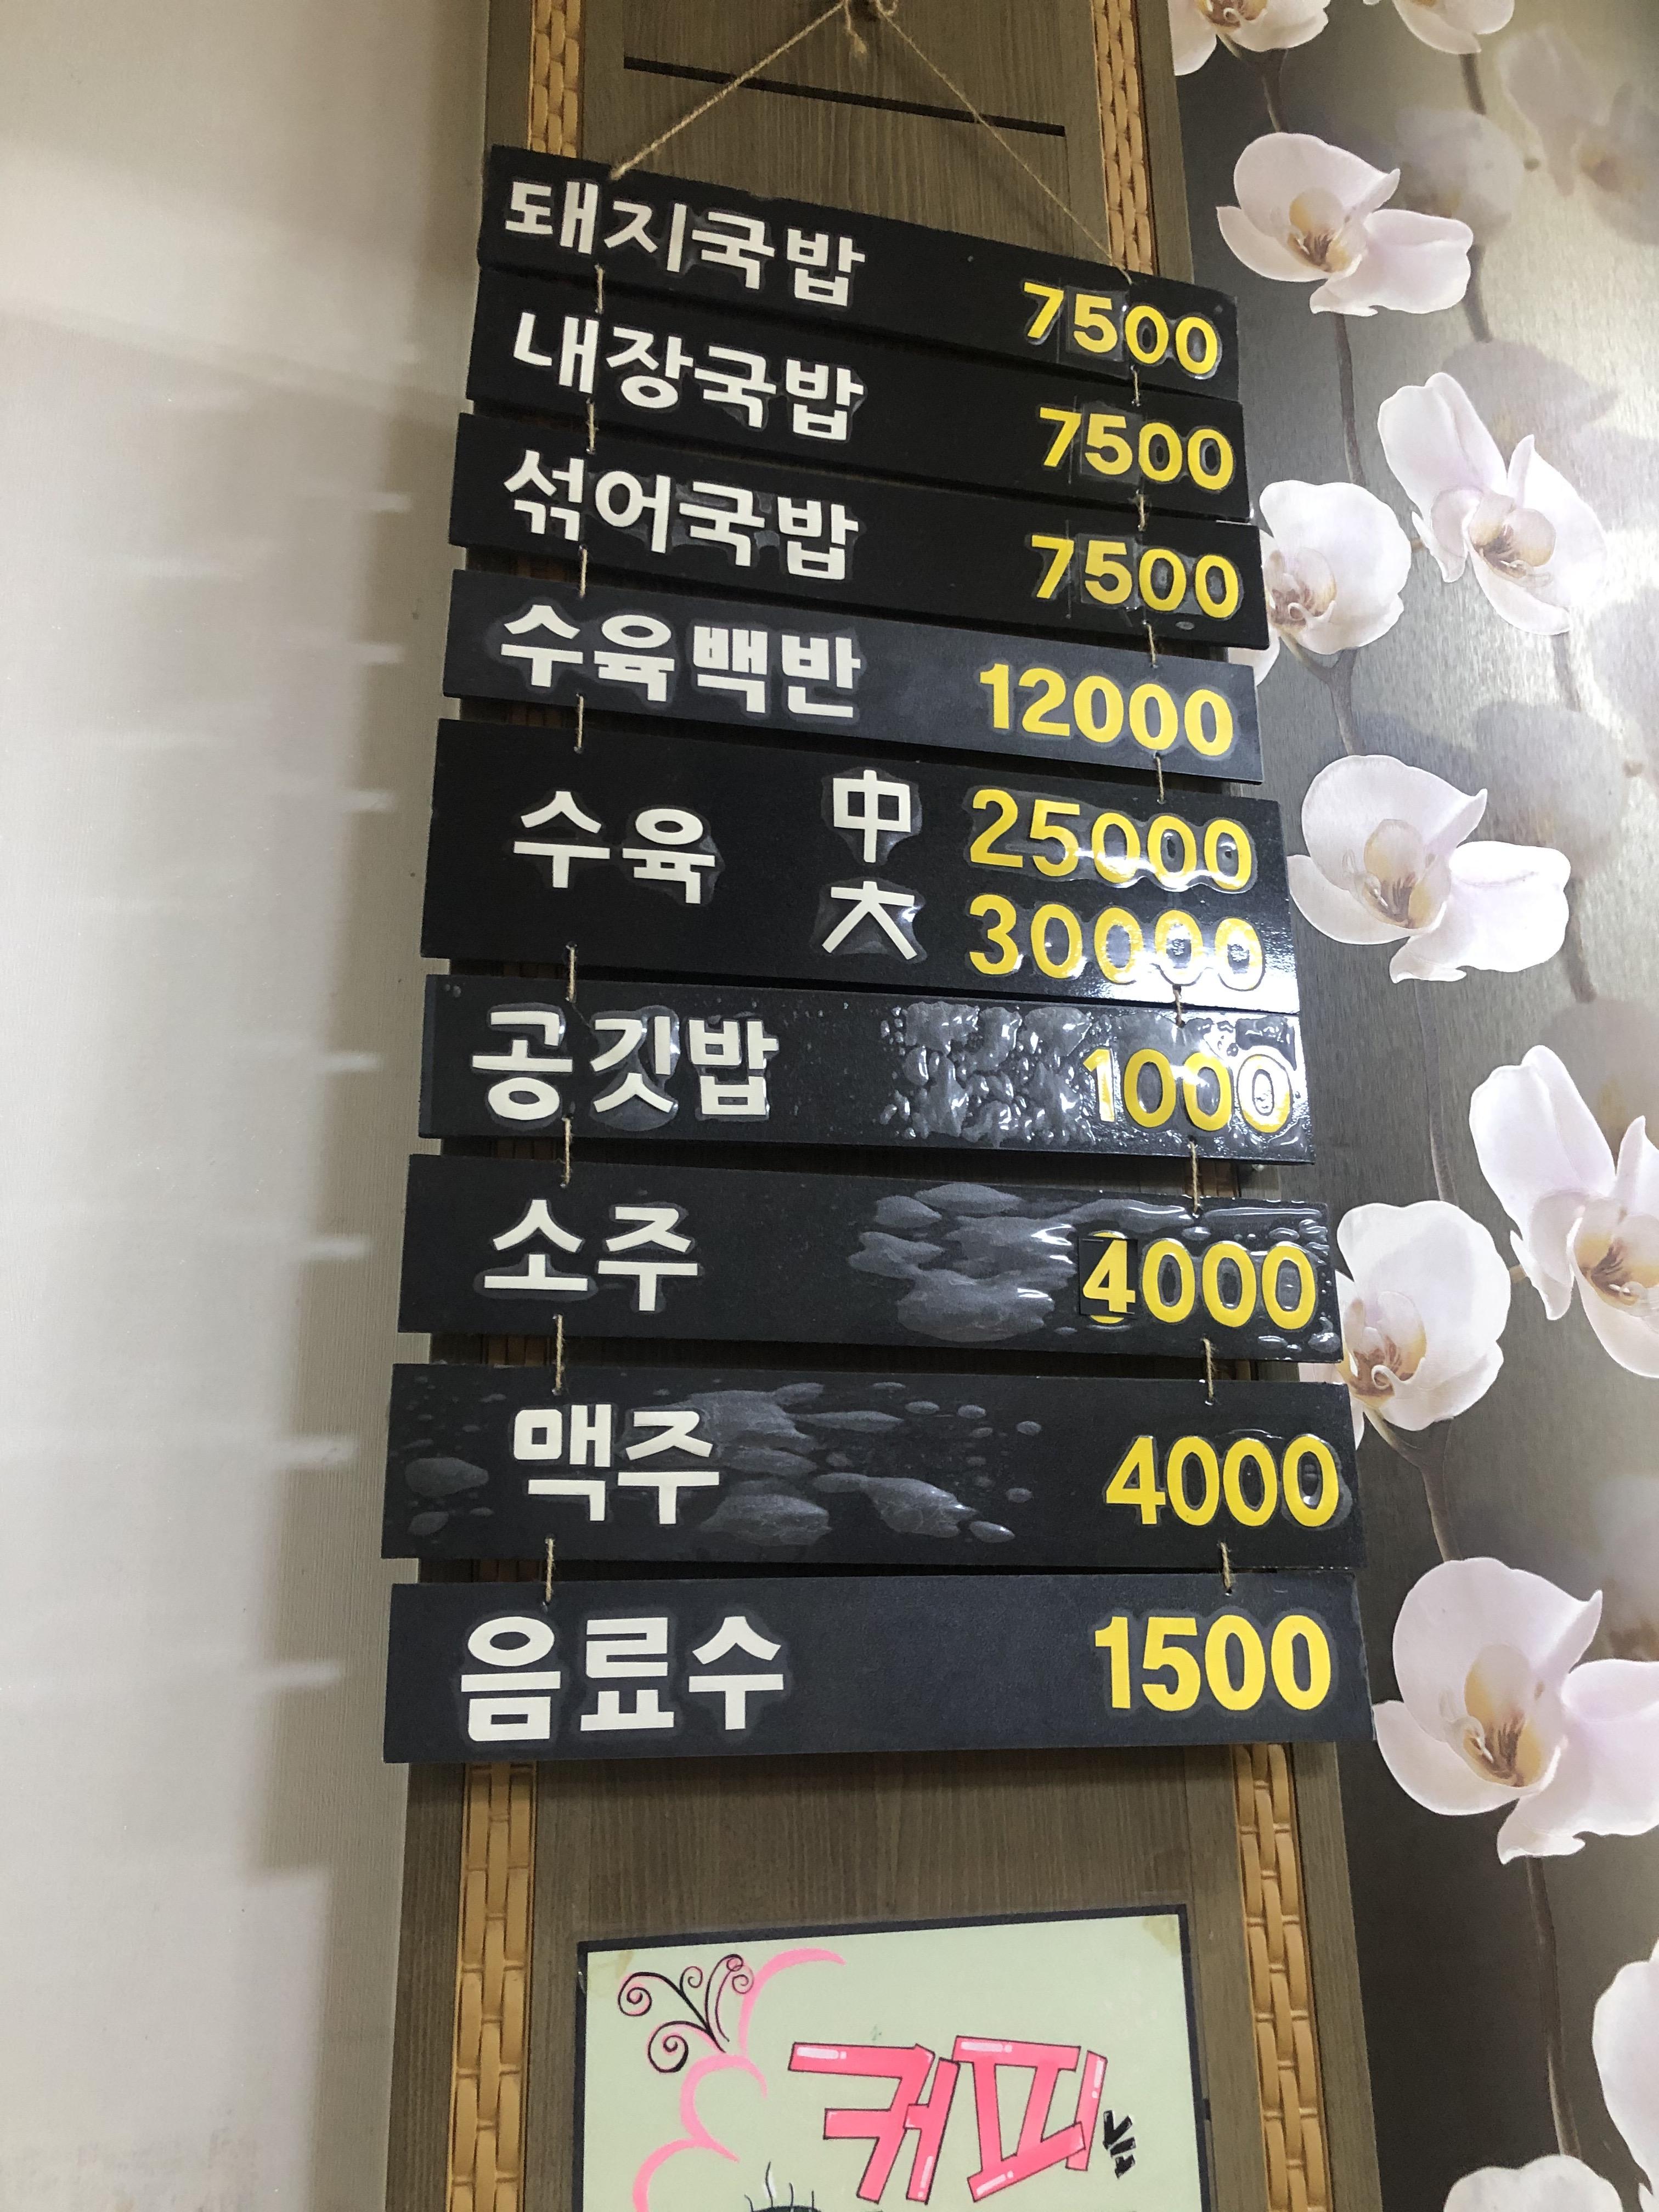 돼지국밥 7500
내장국밥 7500
섞어국밥 7500
수육백반 12000
수육 中 25000
大 30000
공깃밥 1000
소주 4000
맥주 4000
음료수 1500
커피